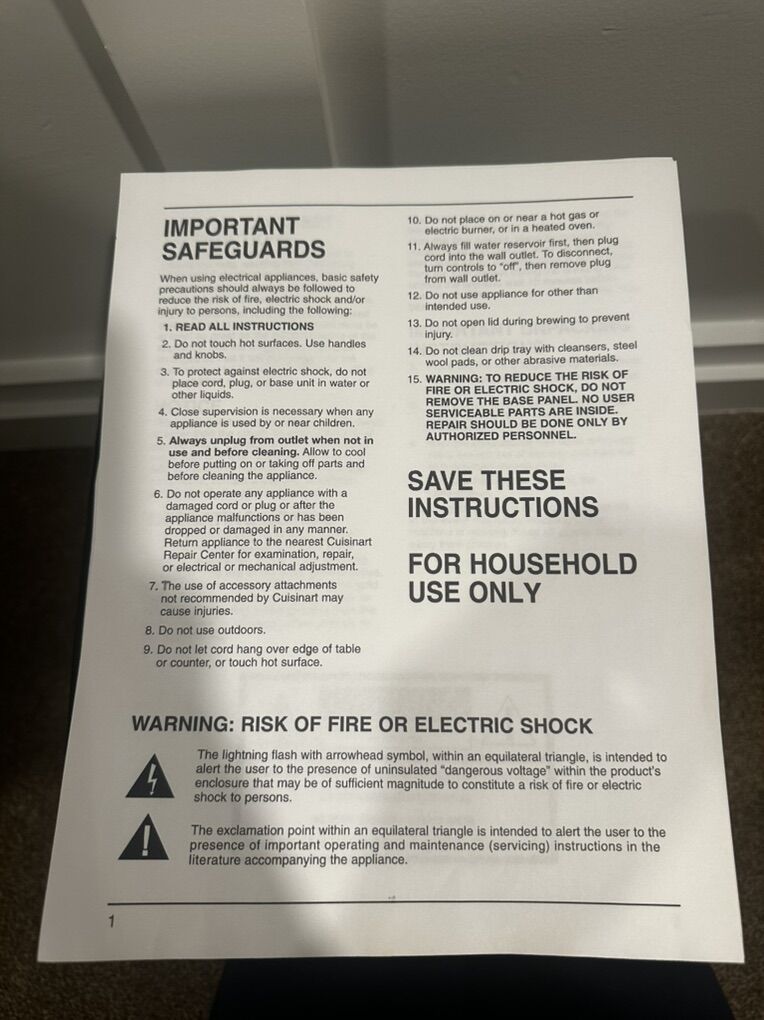 IMPORTANT
SAFEGUARDS
When using electrical appliances, basic safety
precautions should always be followed to
reduce the risk of fire, electric shock and/or
injury to persons, including the following:
1. READ ALL INSTRUCTIONS
2. Do not touch hot surfaces. Use handles
and knobs.
3. To protect against electric shock, do not
place cord, plug, or base unit in water or
other liquids.
4. Close supervision is necessary when any
appliance is used by or near children.
5. Always unplug from outlet when not in
use and before cleaning. Allow to cool
before putting on or taking off parts and
before cleaning the appliance.
6. Do not operate any appliance with a
damaged cord or plug or after the
appliance malfunctions or has been
dropped or damaged in any manner.
Return appliance to the nearest Cuisinart
Repair Center for examination, repair,
or electrical or mechanical adjustment.
7. The use of accessory attachments
not recommended by Cuisinart may
cause injuries.
8. Do not use outdoors.
9. Do not let cord hang over edge of table
or counter, or touch hot surface.
10. Do not place on or near a hot gas or
electric burner, or in a heated oven.
11. Always fill water reservoir first, then plug
cord into the wall outlet. To disconnect,
turn controls to “off”, then remove plug
from wall outlet.
12. Do not use appliance for other than
intended use.
13. Do not open lid during brewing to prevent
injury.
14. Do not clean drip tray with cleansers, steel
wool pads, or other abrasive materials.
15. WARNING: TO REDUCE THE RISK OF
FIRE OR ELECTRIC SHOCK, DO NOT
REMOVE THE BASE PANEL. NO USER
SERVICEABLE PARTS ARE INSIDE.
REPAIR SHOULD BE DONE ONLY BY
AUTHORIZED PERSONNEL.
SAVE THESE
INSTRUCTIONS
FOR HOUSEHOLD
USE ONLY
WARNING: RISK OF FIRE OR ELECTRIC SHOCK
The lightning flash with arrowhead symbol, within an equilateral triangle, is intended to
alert the user to the presence of uninsulated “dangerous voltage” within the product’s
enclosure that may be of sufficient magnitude to constitute a risk of fire or electric
shock to persons.
The exclamation point within an equilateral triangle is intended to alert the user to the
presence of important operating and maintenance (servicing) instructions in the
literature accompanying the appliance.
1